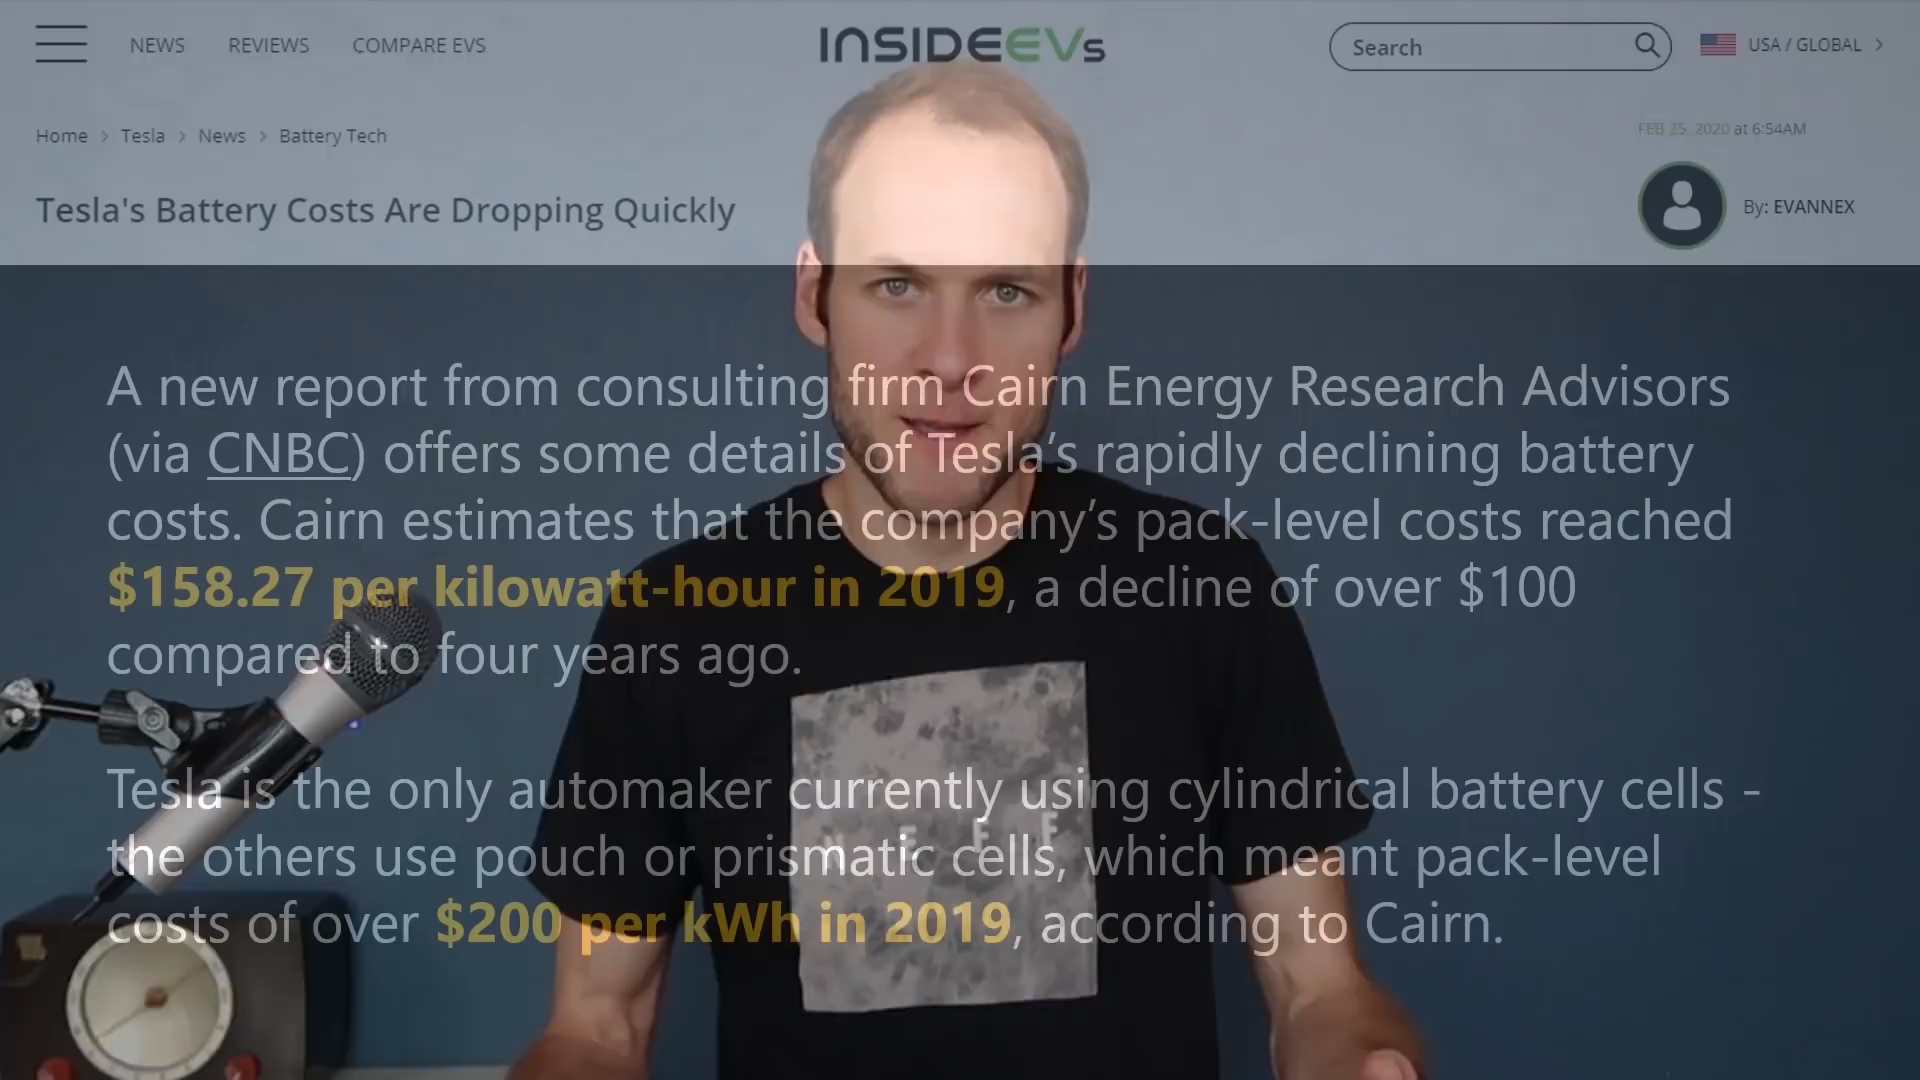 NEWS REVIEWS COMPARE EVS INSIDEEVs Search USA / GLOBAL
Home > Tesla > News > Battery Tech
FEB 25, 2020 at 6:54AM
Tesla's Battery Costs Are Dropping Quickly
By: EVANNEX
A new report from consulting firm Cairn Energy Research Advisors
(via CNBC) offers some details of Tesla’s rapidly declining battery
costs. Cairn estimates that the company’s pack-level costs reached
$158.27 per kilowatt-hour in 2019, a decline of over $100
compared to four years ago.
Tesla is the only automaker currently using cylindrical battery cells -
the others use pouch or prismatic cells, which meant pack-level
costs of over $200 per kWh in 2019, according to Cairn.